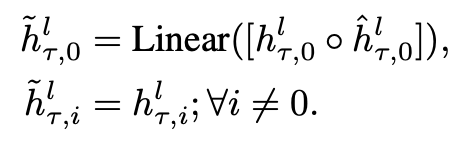 h̃^l_{τ,0} = Linear([h^l_{τ,0} ∘ ĥ^l_{τ,0}]),
h̃^l_{τ,i} = h^l_{τ,i}; ∀i ≠ 0.